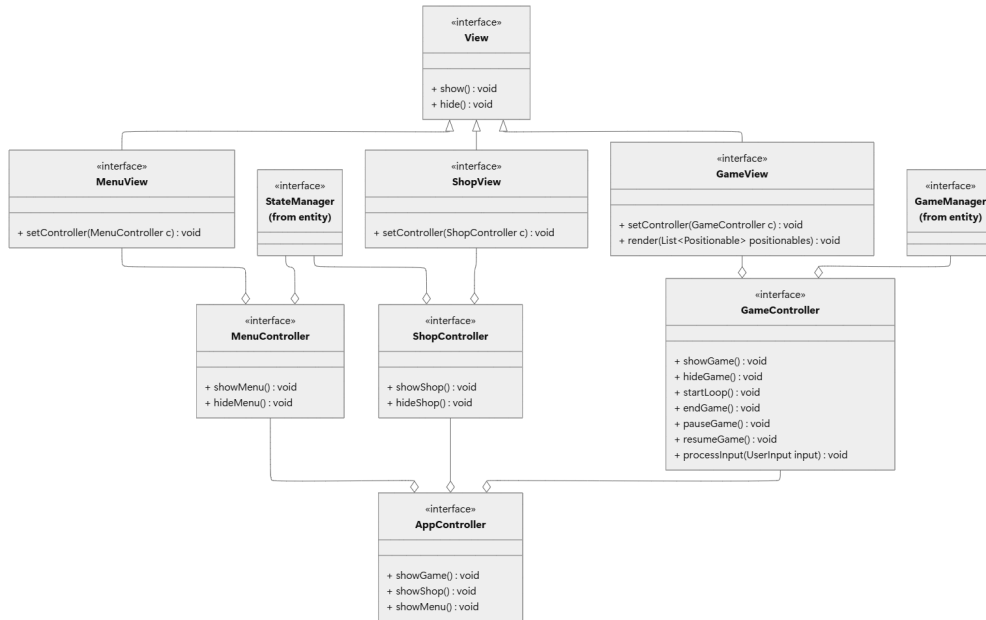 «interface»
View
+ show() : void
+ hide() : void
«interface»
MenuView
+ setController(MenuController c) : void
«interface»
StateManager
(from entity)
«interface»
ShopView
+ setController(ShopController c) : void
«interface»
GameView
+ setController(GameController c) : void
+ render(List<Positionable> positionables) : void
«interface»
GameManager
(from entity)
«interface»
MenuController
+ showMenu() : void
+ hideMenu() : void
«interface»
ShopController
+ showShop() : void
+ hideShop() : void
«interface»
GameController
+ showGame() : void
+ hideGame() : void
+ startLoop() : void
+ endGame() : void
+ pauseGame() : void
+ resumeGame() : void
+ processInput(UserInput input) : void
«interface»
AppController
+ showGame() : void
+ showShop() : void
+ showMenu() : void